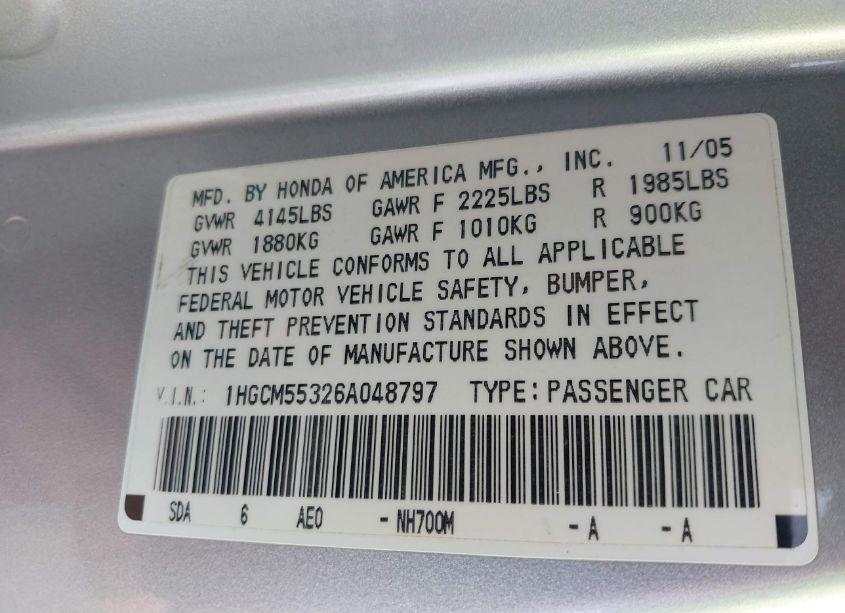 MFD. BY HONDA OF AMERICA MFG., INC. 11/05
GVWR 4145LBS GAWR F 2225LBS R 1985LBS
GVWR 1880KG GAWR F 1010KG R 900KG
THIS VEHICLE CONFORMS TO ALL APPLICABLE
FEDERAL MOTOR VEHICLE SAFETY, BUMPER,
AND THEFT PREVENTION STANDARDS IN EFFECT
ON THE DATE OF MANUFACTURE SHOWN ABOVE.
V.I.N.: 1HGCM55326A048797 TYPE: PASSENGER CAR
SDA 6 AE0 - NH700M - A - A